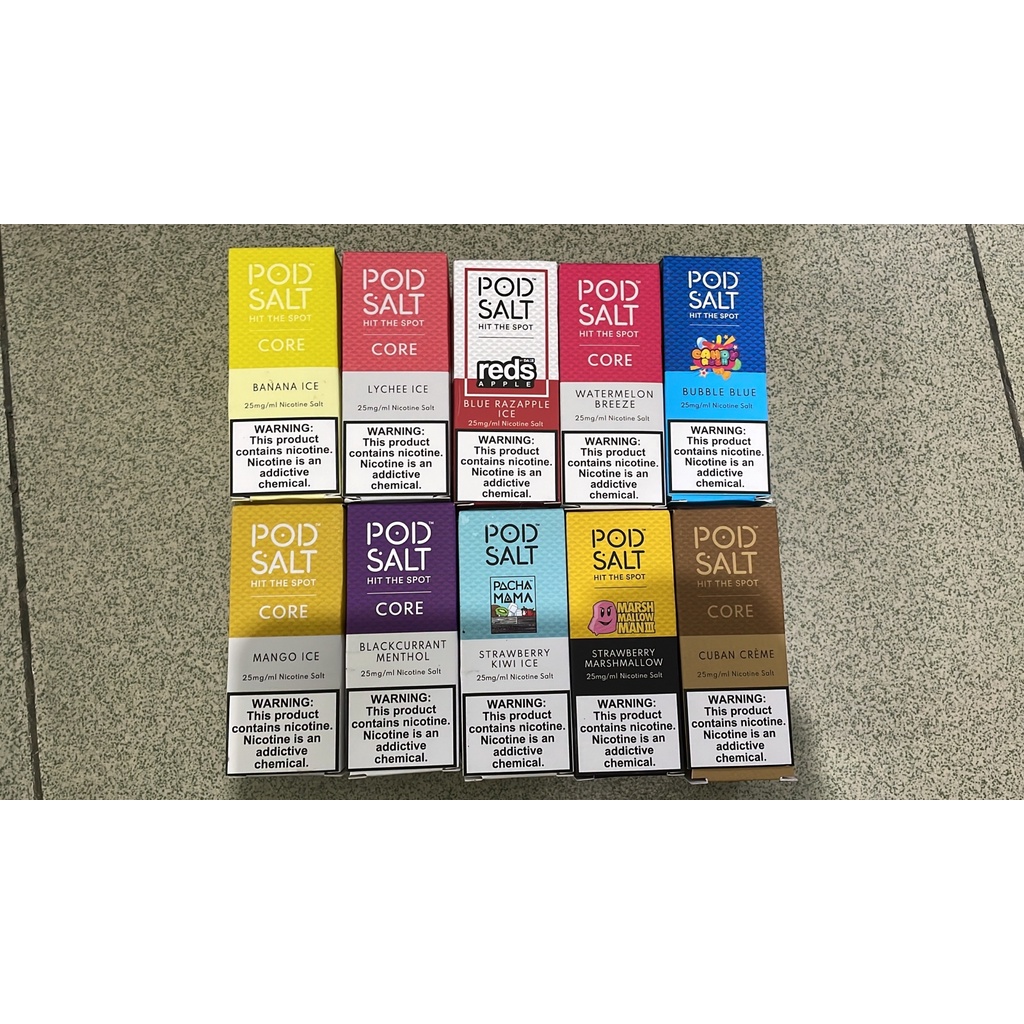 POD™
SALT
HIT THE SPOT
CORE
BANANA ICE
25mg/ml Nicotine Salt
WARNING:
This product
contains nicotine.
Nicotine is an
addictive
chemical.
POD™
SALT
HIT THE SPOT
CORE
LYCHEE ICE
25mg/ml Nicotine Salt
WARNING:
This product
contains nicotine.
Nicotine is an
addictive
chemical.
POD™
SALT
HIT THE SPOT
reds
APPLE
BLUE RAZAPPLE
ICE
25mg/ml Nicotine Salt
WARNING:
This product
contains nicotine.
Nicotine is an
addictive
chemical.
POD™
SALT
HIT THE SPOT
CORE
WATERMELON
BREEZE
25mg/ml Nicotine Salt
WARNING:
This product
contains nicotine.
Nicotine is an
addictive
chemical.
POD™
SALT
HIT THE SPOT
CANDY
BUBBLE BLUE
25mg/ml Nicotine Salt
WARNING:
This product
contains nicotine.
Nicotine is an
addictive
chemical.
POD™
SALT
HIT THE SPOT
CORE
MANGO ICE
25mg/ml Nicotine Salt
WARNING:
This product
contains nicotine.
Nicotine is an
addictive
chemical.
POD™
SALT
HIT THE SPOT
CORE
BLACKCURRANT
MENTHOL
25mg/ml Nicotine Salt
WARNING:
This product
contains nicotine.
Nicotine is an
addictive
chemical.
POD™
SALT
PACHA
MAMA
STRAWBERRY
KIWI ICE
25mg/ml Nicotine Salt
WARNING:
This product
contains nicotine.
Nicotine is an
addictive
chemical.
POD™
SALT
HIT THE SPOT
MARSH
MALLOW
MAN III
STRAWBERRY
MARSHMALLOW
25mg/ml Nicotine Salt
WARNING:
This product
contains nicotine.
Nicotine is an
addictive
chemical.
POD™
SALT
HIT THE SPOT
CORE
CUBAN CRÈME
25mg/ml Nicotine Salt
WARNING:
This product
contains nicotine.
Nicotine is an
addictive
chemical.